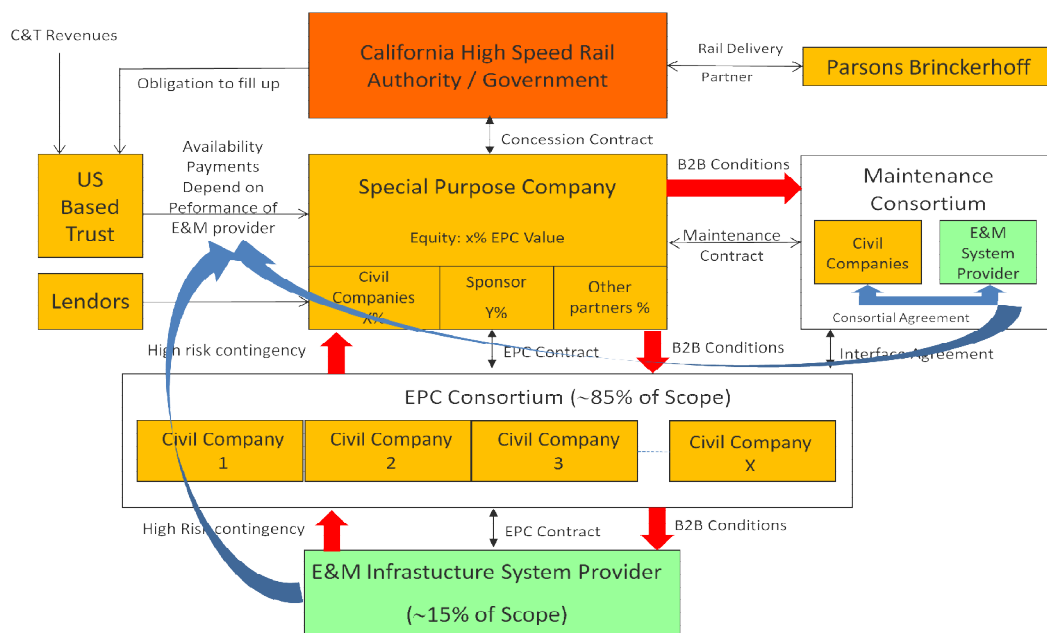 C&T Revenues
California High Speed Rail
Authority / Government
Rail Delivery
Partner
Parsons Brinckerhoff
Obligation to fill up
Concession Contract
US
Based
Trust
Availability
Payments
Depend on
Peformance of
E&M provider
Special Purpose Company
Equity: x% EPC Value
B2B Conditions
Maintenance
Consortium
Maintenance
Contract
Civil
Companies
E&M
System
Provider
Consortial Agreement
Lendors
Civil
Companies
X%
Sponsor
Y%
Other
partners %
High risk contingency
EPC Contract
B2B Conditions
Interface Agreement
EPC Consortium (~85% of Scope)
Civil Company
1
Civil Company
2
Civil Company
3
Civil Company
X
High Risk contingency
EPC Contract
B2B Conditions
E&M Infrastucture System Provider
(~15% of Scope)